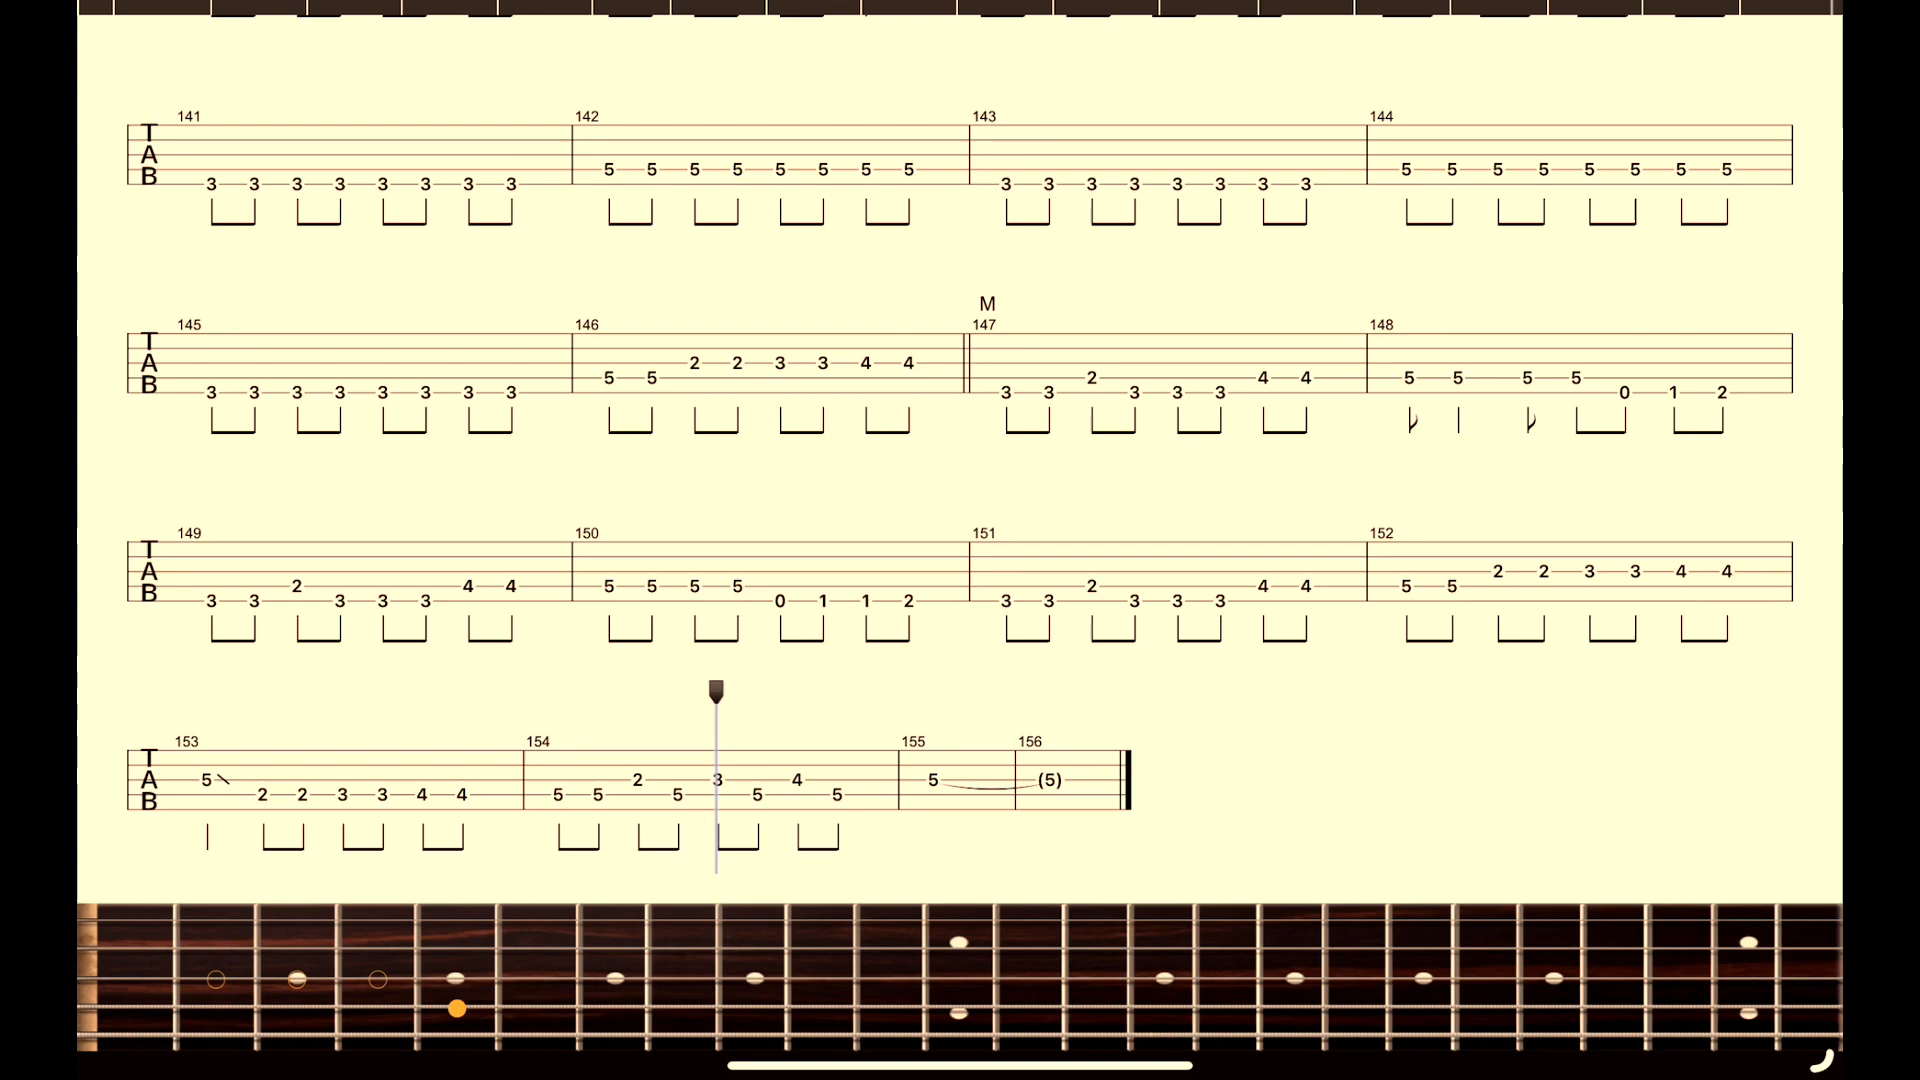 141 142 143 144
T A B
5 5 5 5 5 5 5 5 5 5 5 5 5 5 5 5
3 3 3 3 3 3 3 3 3 3 3 3 3 3 3 3
M
145 146 147 148
T A B
2 2 3 3 4 4
5 5 2 4 4 5 5 5 5
3 3 3 3 3 3 3 3 3 3 3 3 3 0 1 2
149 150 151 152
T A B
2 2 3 3 4 4
2 4 4 5 5 5 5 2 4 4 5 5
3 3 3 3 3 0 1 1 2 3 3 3 3 3
153 154 155 156
T A B
5 2 3 4 5 (5)
2 2 3 3 4 4 5 5 5 5 5